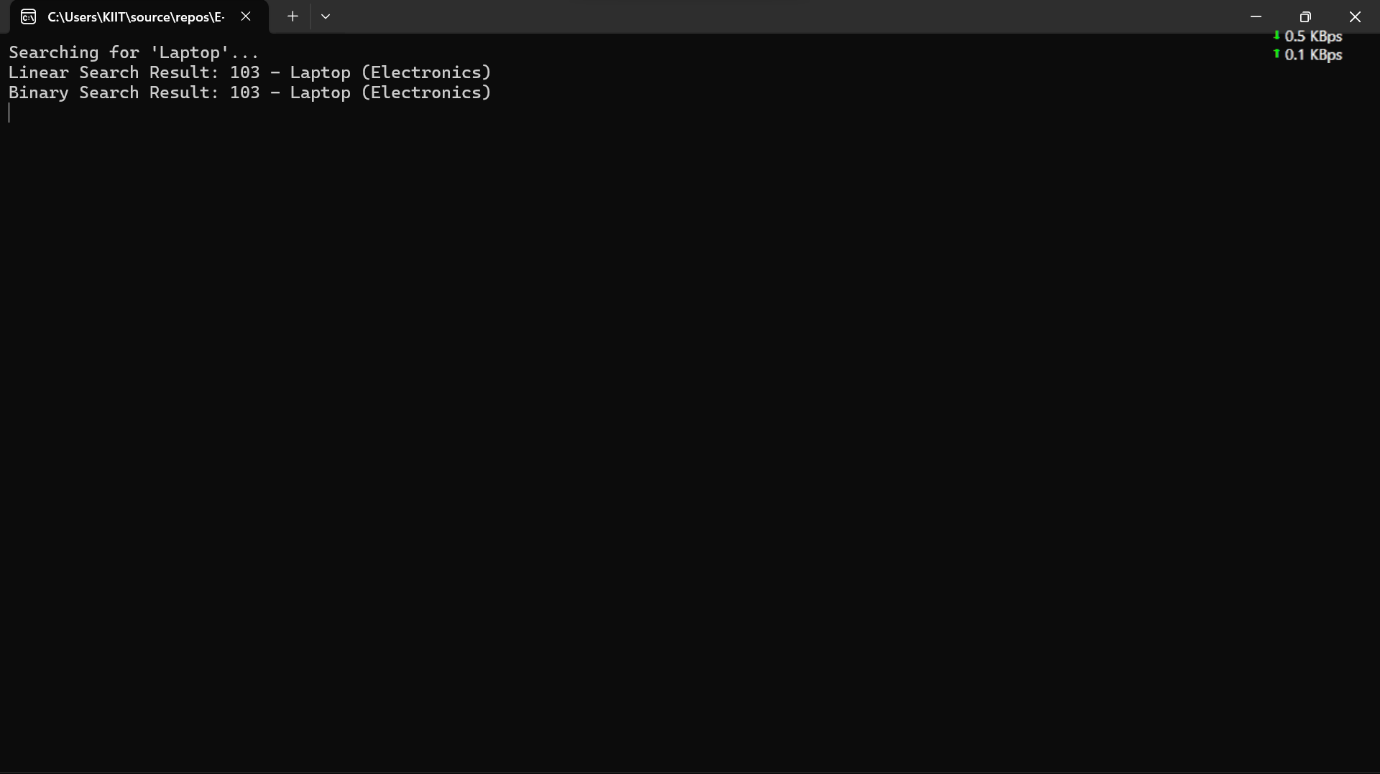 C:\Users\KIIT\source\repos\E-
0.5 KBps
0.1 KBps
Searching for 'Laptop'...
Linear Search Result: 103 - Laptop (Electronics)
Binary Search Result: 103 - Laptop (Electronics)